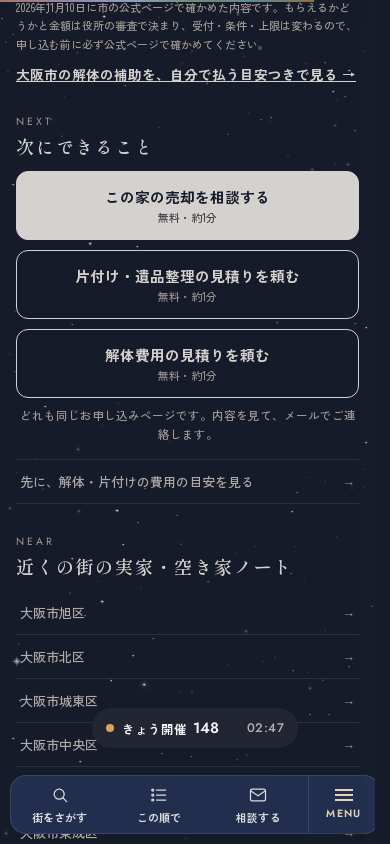 2026年11月10日に市の公式ページで確かめた内容です。もらえるかど
うかと金額は役所の審査で決まり、受付・条件・上限は変わるので、
申し込む前に必ず公式ページで確かめてください。
大阪市の解体の補助を、自分で払う目安つきで見る →
NEXT
次にできること
この家の売却を相談する
無料・約1分
片付け・遺品整理の見積りを頼む
無料・約1分
解体費用の見積りを頼む
無料・約1分
どれも同じお申し込みページです。内容を見て、メールでご連
絡します。
先に、解体・片付けの費用の目安を見る →
NEAR
近くの街の実家・空き家ノート
大阪市旭区 →
大阪市北区 →
大阪市城東区 →
きょう開催 148 02:47
大阪市中央区 →
街をさがす この順で 相談する MENU
大阪市東成区